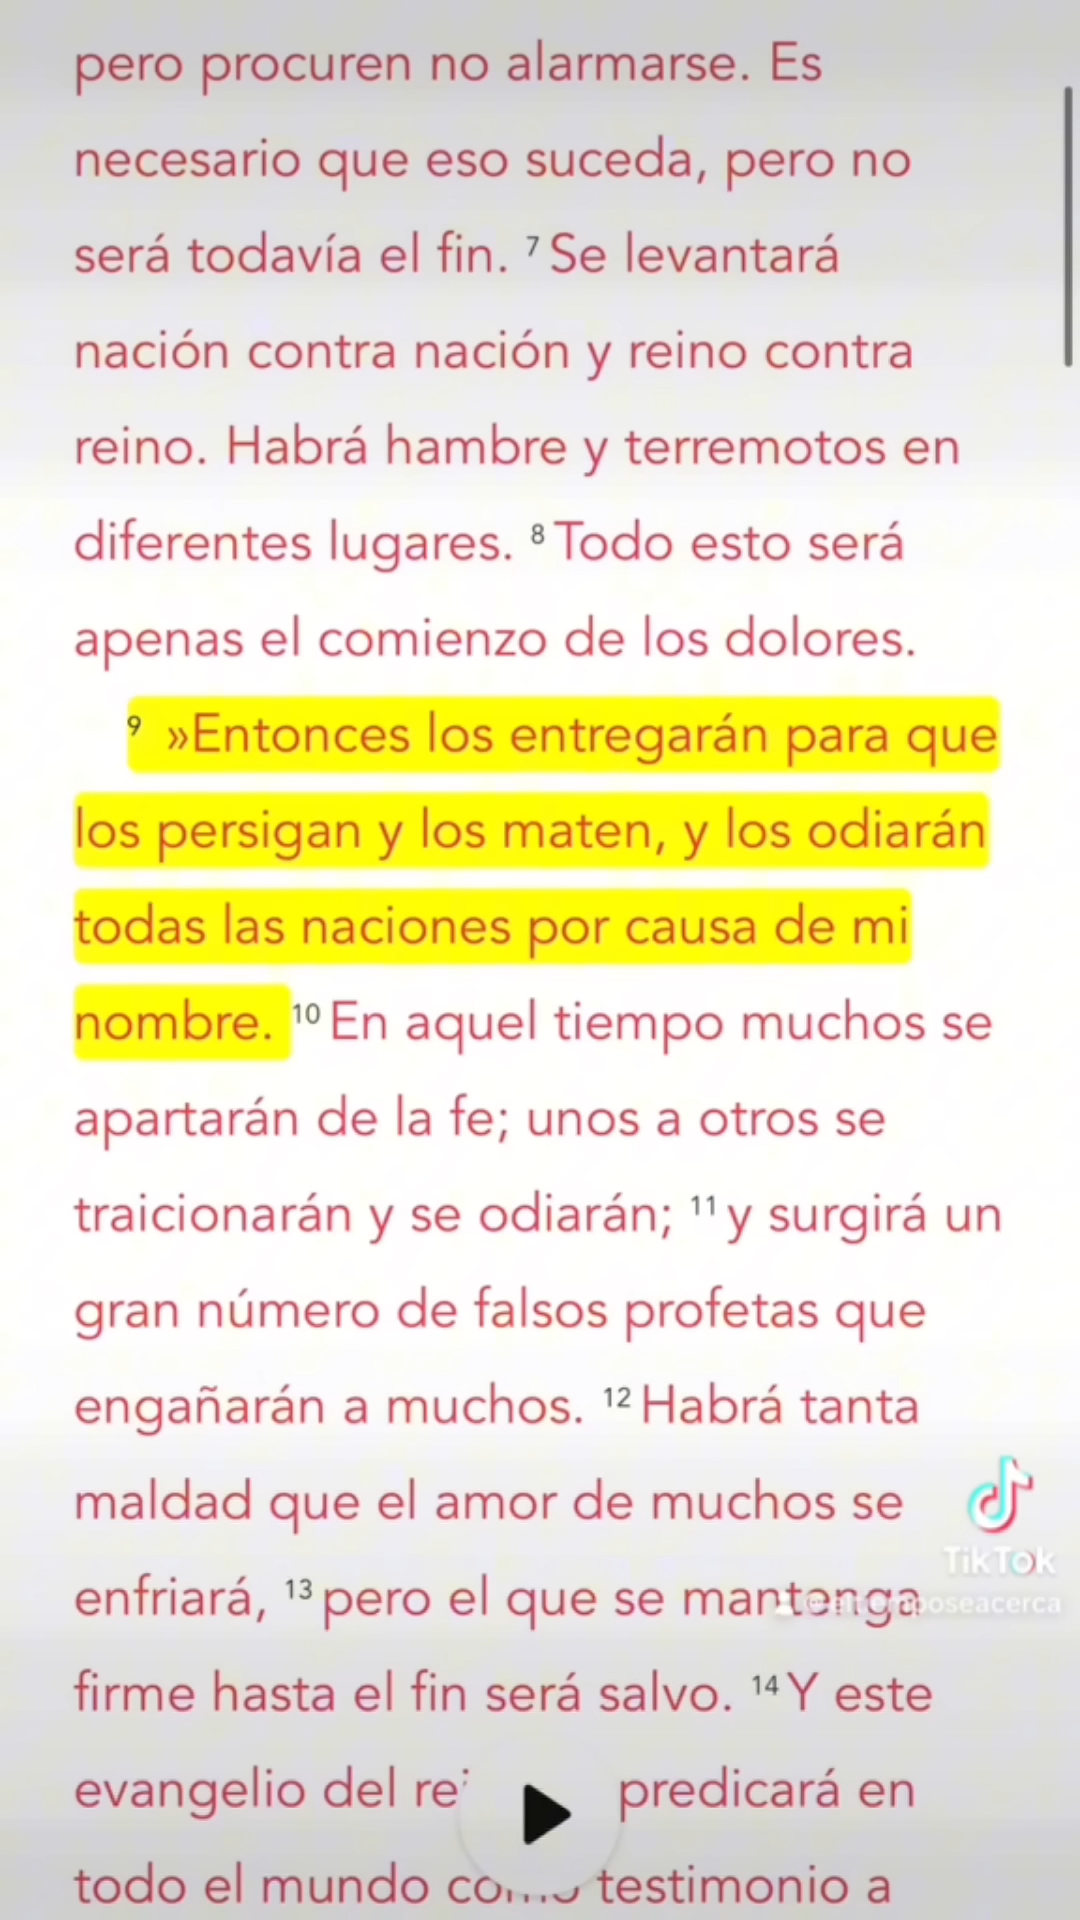 pero procuren no alarmarse. Es
necesario que eso suceda, pero no
será todavía el fin. 7 Se levantará
nación contra nación y reino contra
reino. Habrá hambre y terremotos en
diferentes lugares. 8 Todo esto será
apenas el comienzo de los dolores.
9 »Entonces los entregarán para que
los persigan y los maten, y los odiarán
todas las naciones por causa de mi
nombre. 10 En aquel tiempo muchos se
apartarán de la fe; unos a otros se
traicionarán y se odiarán; 11 y surgirá un
gran número de falsos profetas que
engañarán a muchos. 12 Habrá tanta
maldad que el amor de muchos se
TikTok
enfriará, 13 pero el que se mantenga
@eltiemposeacerca
firme hasta el fin será salvo. 14 Y este
evangelio del predicará en
todo el mundo testimonio a